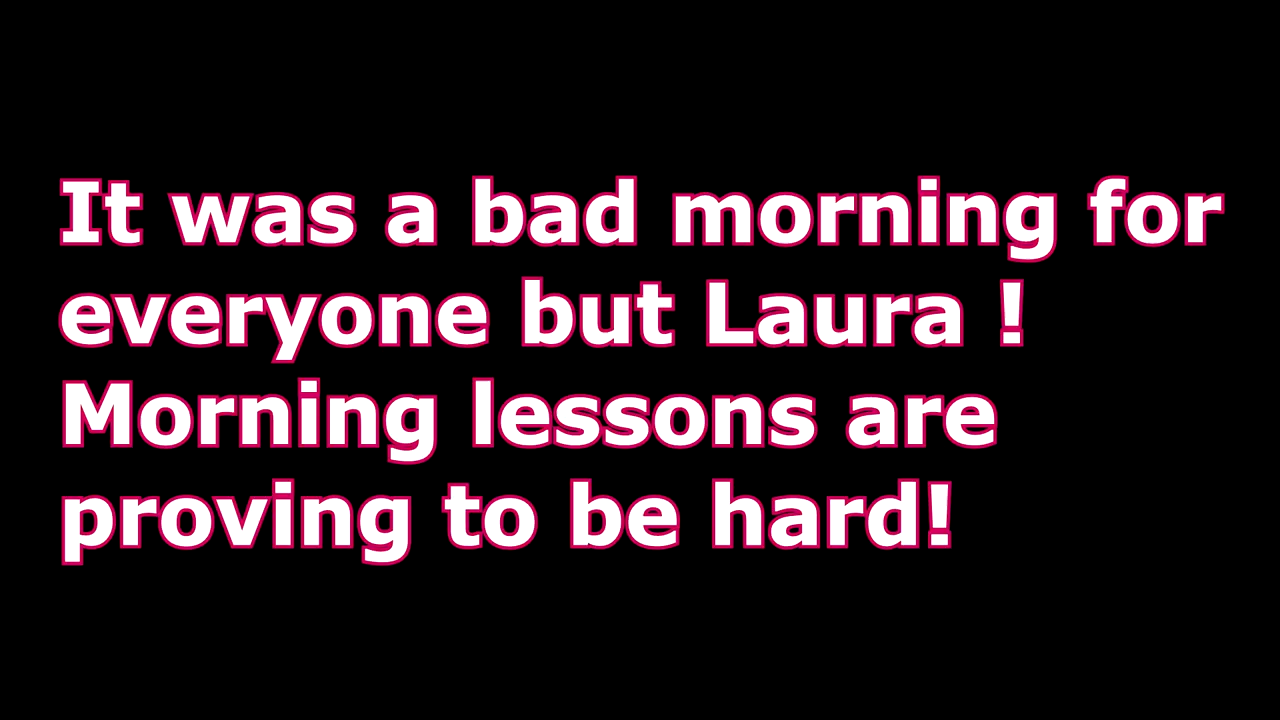 It was a bad morning for
everyone but Laura !
Morning lessons are
proving to be hard!